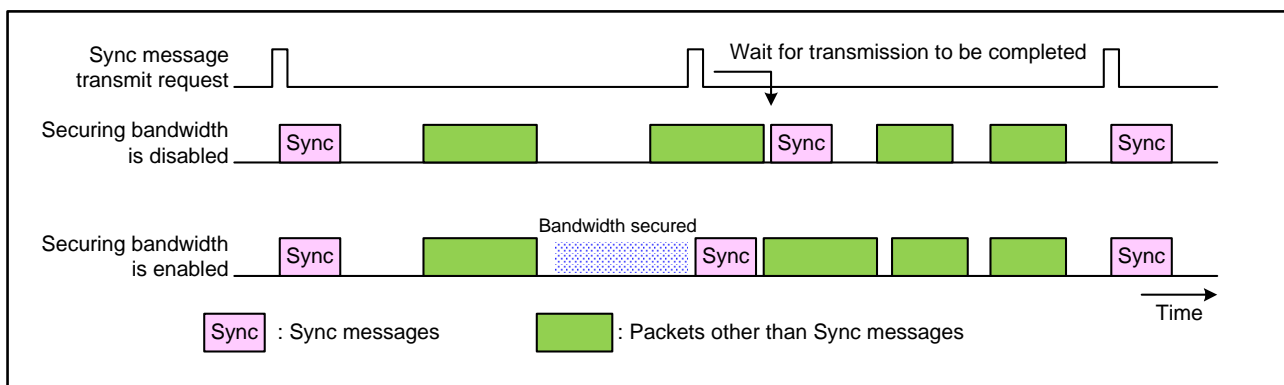 Sync message
transmit request
Wait for transmission to be completed
Securing bandwidth
is disabled
Sync
Sync
Sync
Securing bandwidth
is enabled
Bandwidth secured
Sync
Sync
Sync
Time
Sync : Sync messages
: Packets other than Sync messages